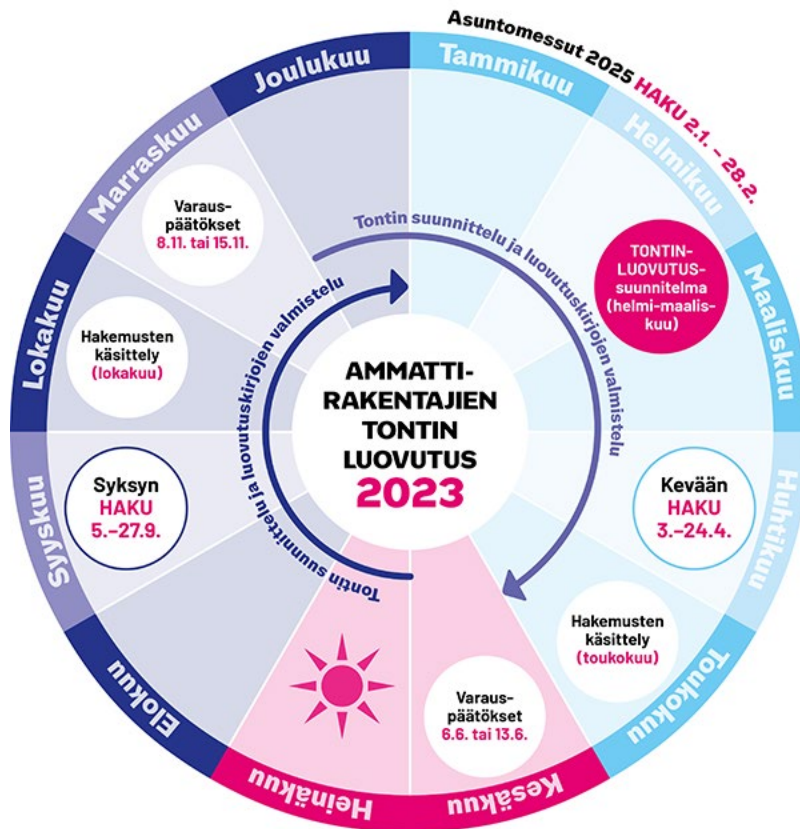 Asuntomessut 2025 HAKU 2.1. – 28.2.
Tammikuu
Helmikuu
Maaliskuu
Huhtikuu
Toukokuu
Kesäkuu
Heinäkuu
Elokuu
Syyskuu
Lokakuu
Marraskuu
Joulukuu
AMMATTI-
RAKENTAJIEN
TONTIN
LUOVUTUS
2023
Tontin suunnittelu ja luovutuskirjojen valmistelu
Tontin suunnittelu ja luovutuskirjojen valmistelu
TONTIN-
LUOVUTUS-
suunnitelma
(helmi-maalis-
kuu)
Kevään
HAKU
3.–24.4.
Hakemusten
käsittely
(toukokuu)
Varaus-
päätökset
6.6. tai 13.6.
Syksyn
HAKU
5.–27.9.
Hakemusten
käsittely
(lokakuu)
Varaus-
päätökset
8.11. tai 15.11.